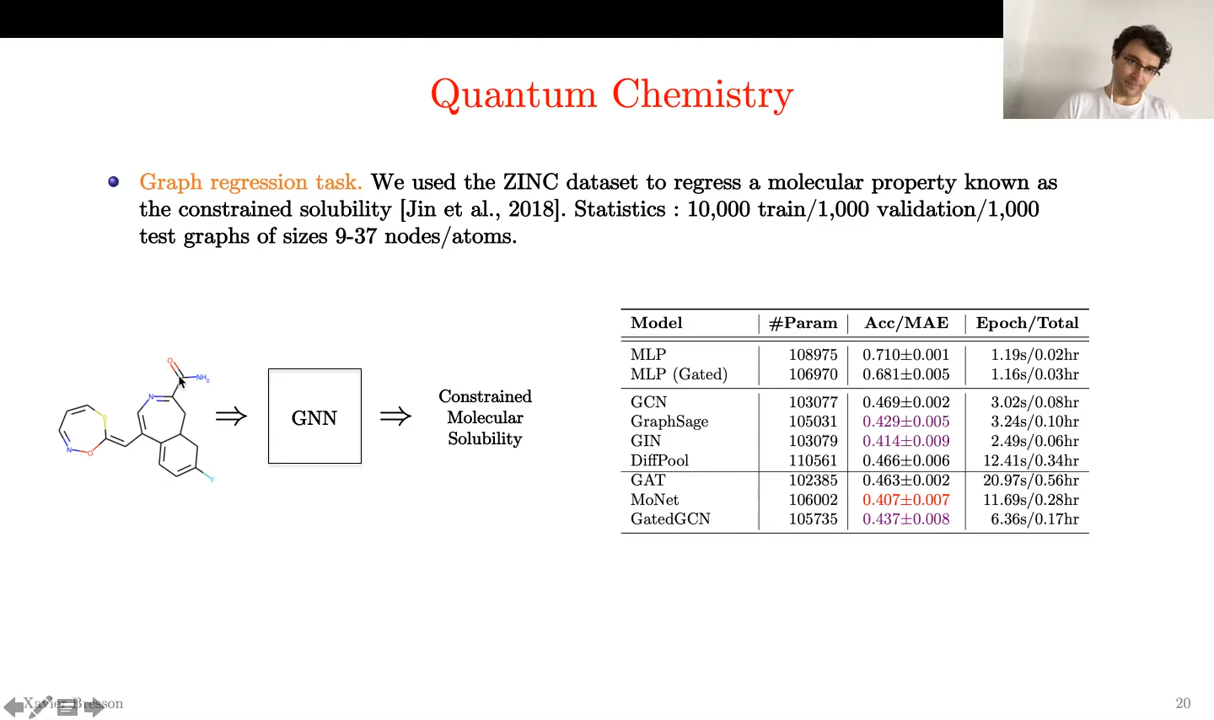 Quantum Chemistry
Graph regression task. We used the ZINC dataset to regress a molecular property known as
the constrained solubility [Jin et al., 2018]. Statistics : 10,000 train/1,000 validation/1,000
test graphs of sizes 9-37 nodes/atoms.
O
NH2
N
S
N
O
F
GNN
Constrained
Molecular
Solubility
Model #Param Acc/MAE Epoch/Total
MLP 108975 0.710±0.001 1.19s/0.02hr
MLP (Gated) 106970 0.681±0.005 1.16s/0.03hr
GCN 103077 0.469±0.002 3.02s/0.08hr
GraphSage 105031 0.429±0.005 3.24s/0.10hr
GIN 103079 0.414±0.009 2.49s/0.06hr
DiffPool 110561 0.466±0.006 12.41s/0.34hr
GAT 102385 0.463±0.002 20.97s/0.56hr
MoNet 106002 0.407±0.007 11.69s/0.28hr
GatedGCN 105735 0.437±0.008 6.36s/0.17hr
Xavier Bresson 20